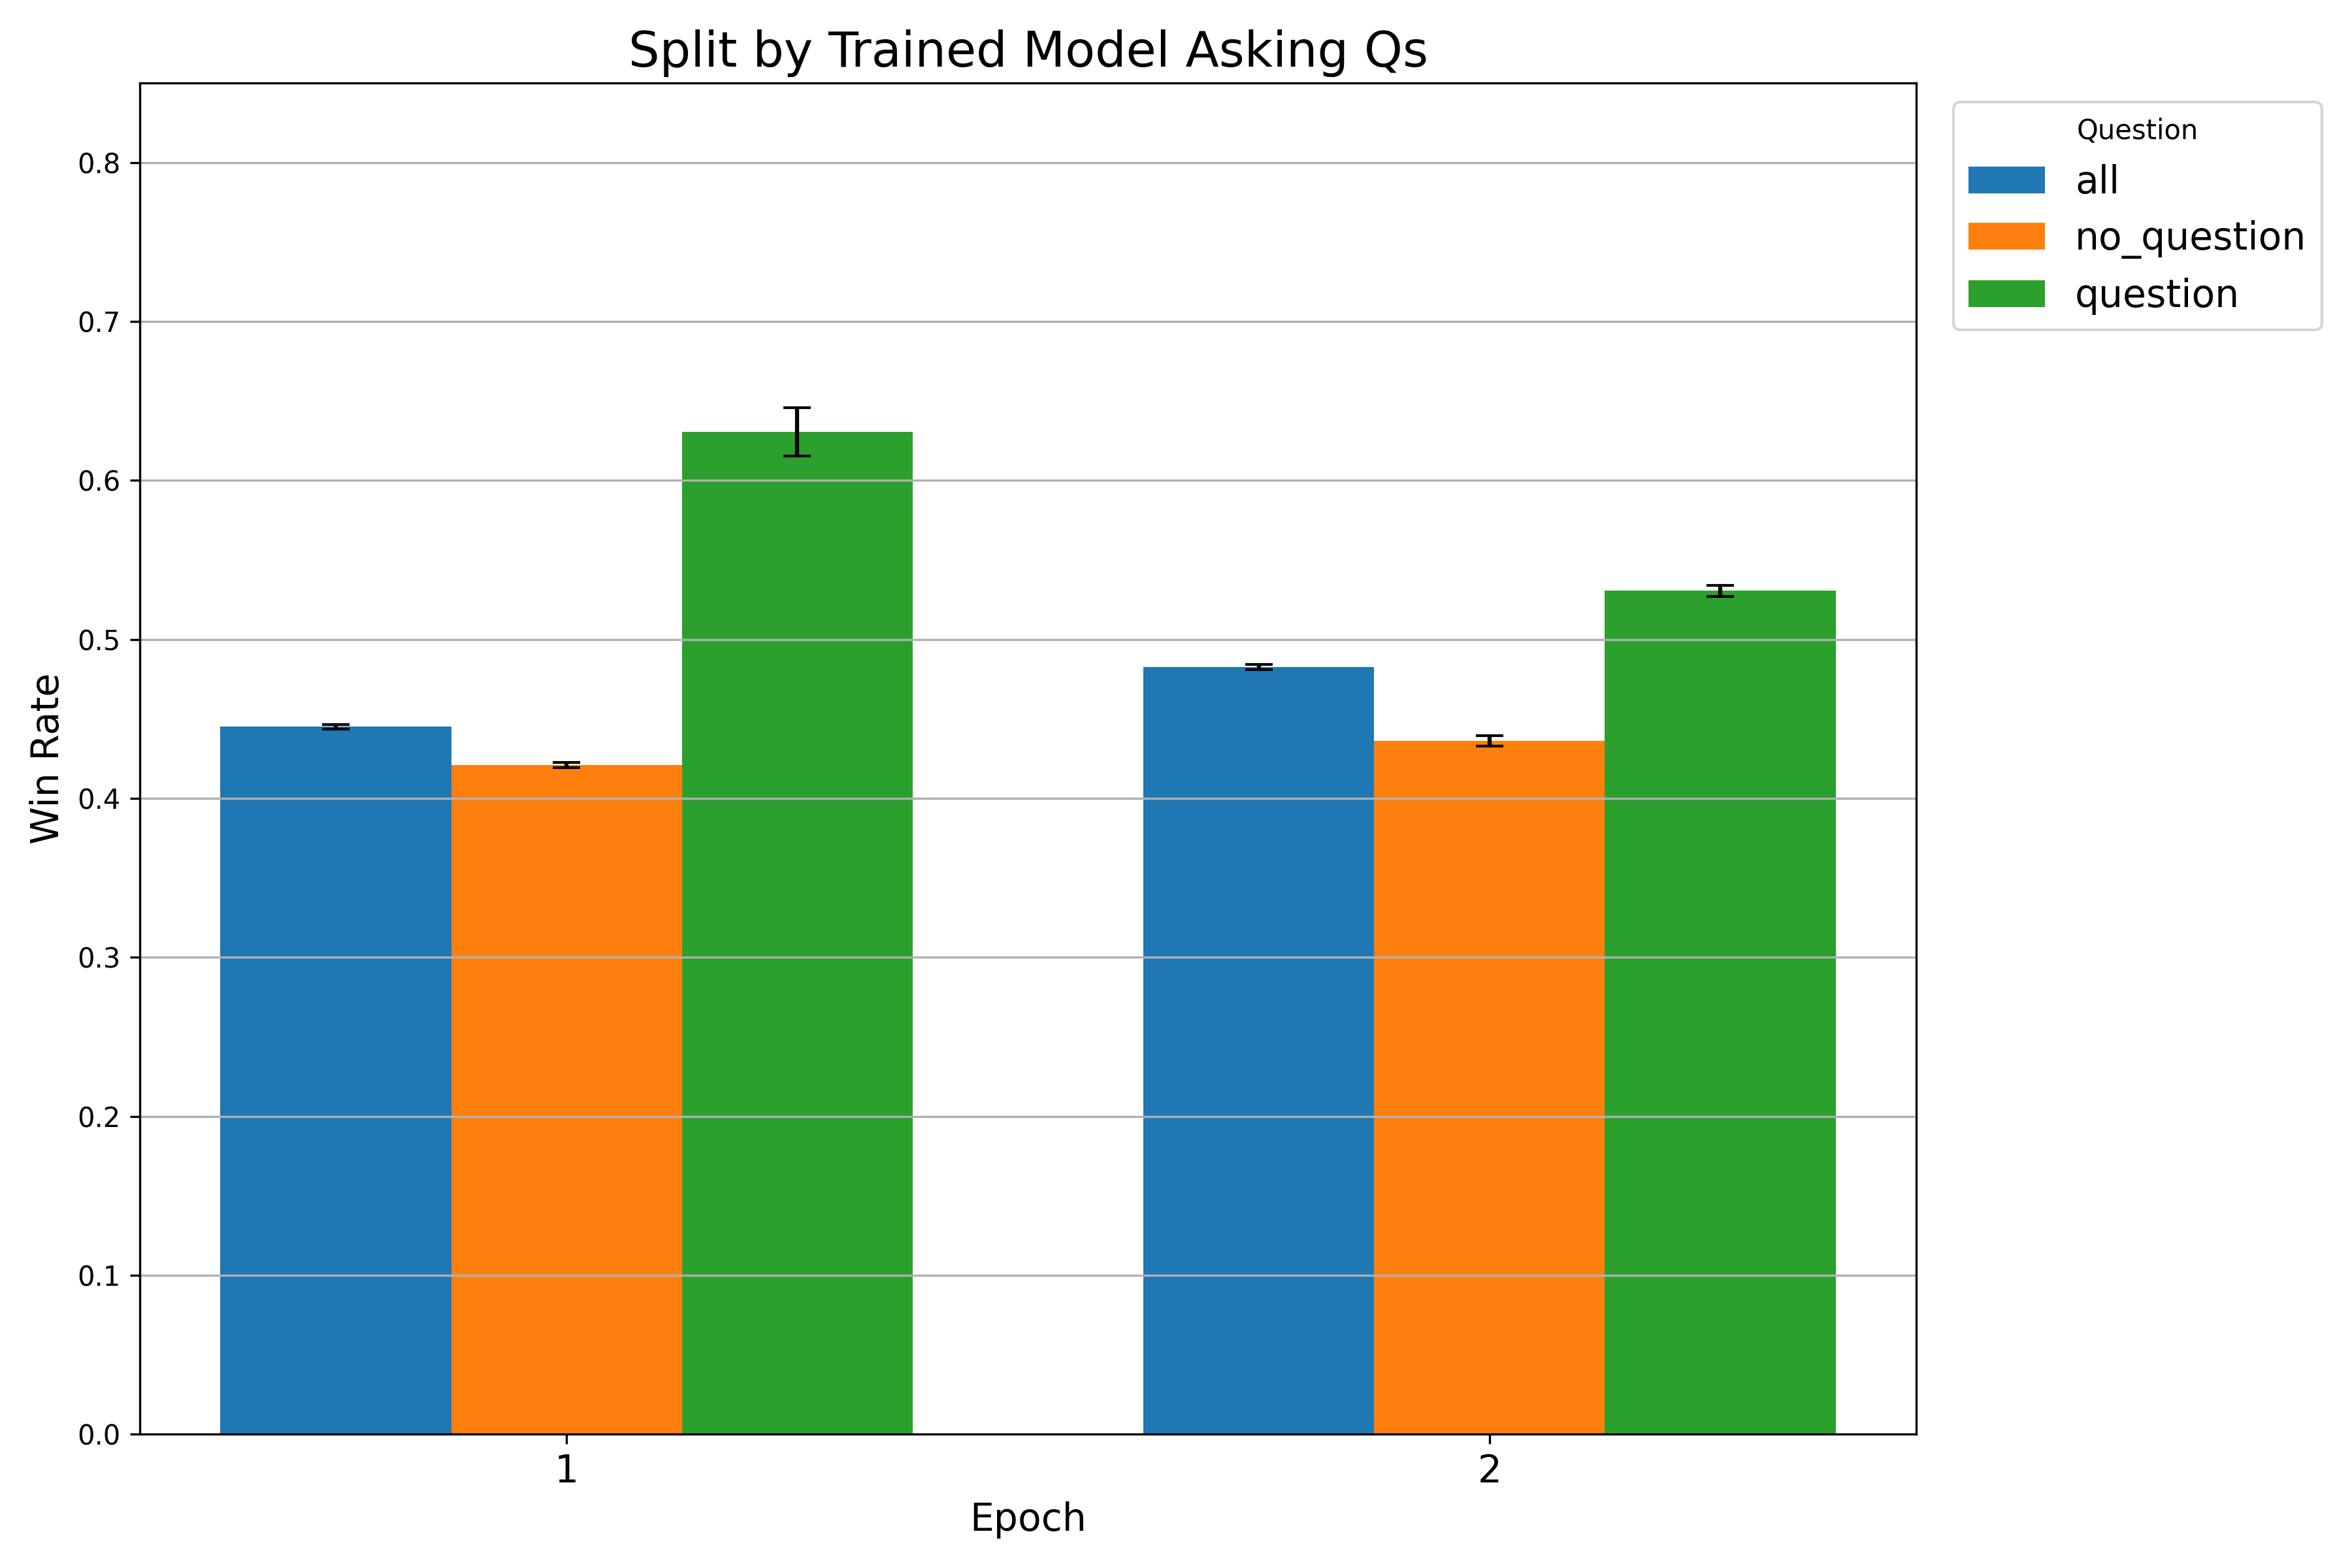 Split by Trained Model Asking Qs
Question
all
no_question
question
Win Rate
0.8
0.7
0.6
0.5
0.4
0.3
0.2
0.1
0.0
1
2
Epoch